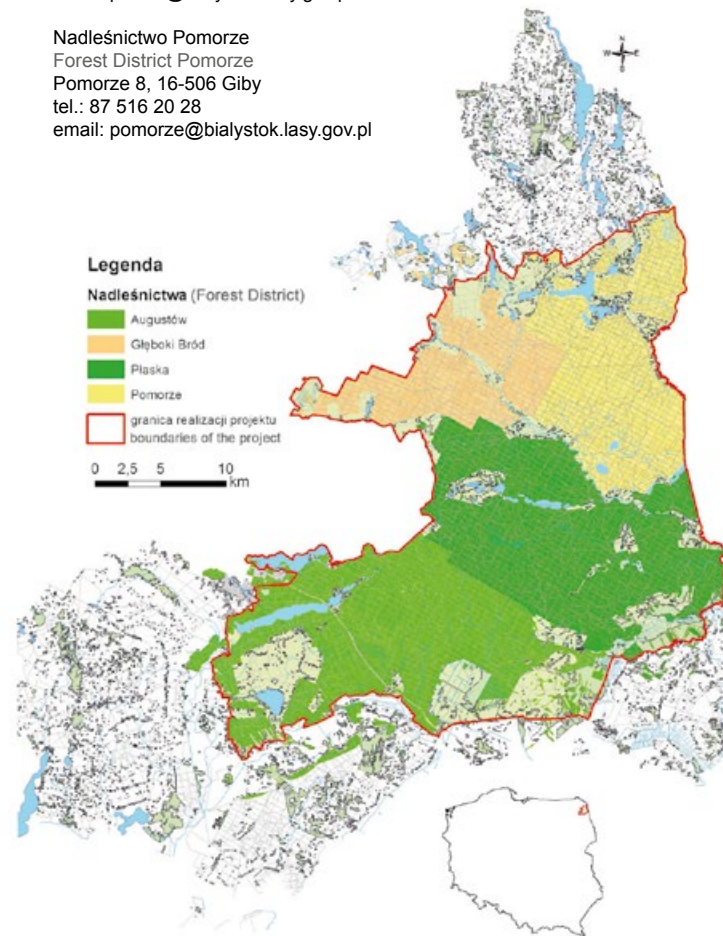 Nadleśnictwo Pomorze
Forest District Pomorze
Pomorze 8, 16-506 Giby
tel.: 87 516 20 28
email: pomorze@bialystok.lasy.gov.pl
N
W E
S
Legenda
Nadleśnictwa (Forest District)
Augustów
Głęboki Bród
Płaska
Pomorze
granica realizacji projektu
boundaries of the project
0 2,5 5 10
km